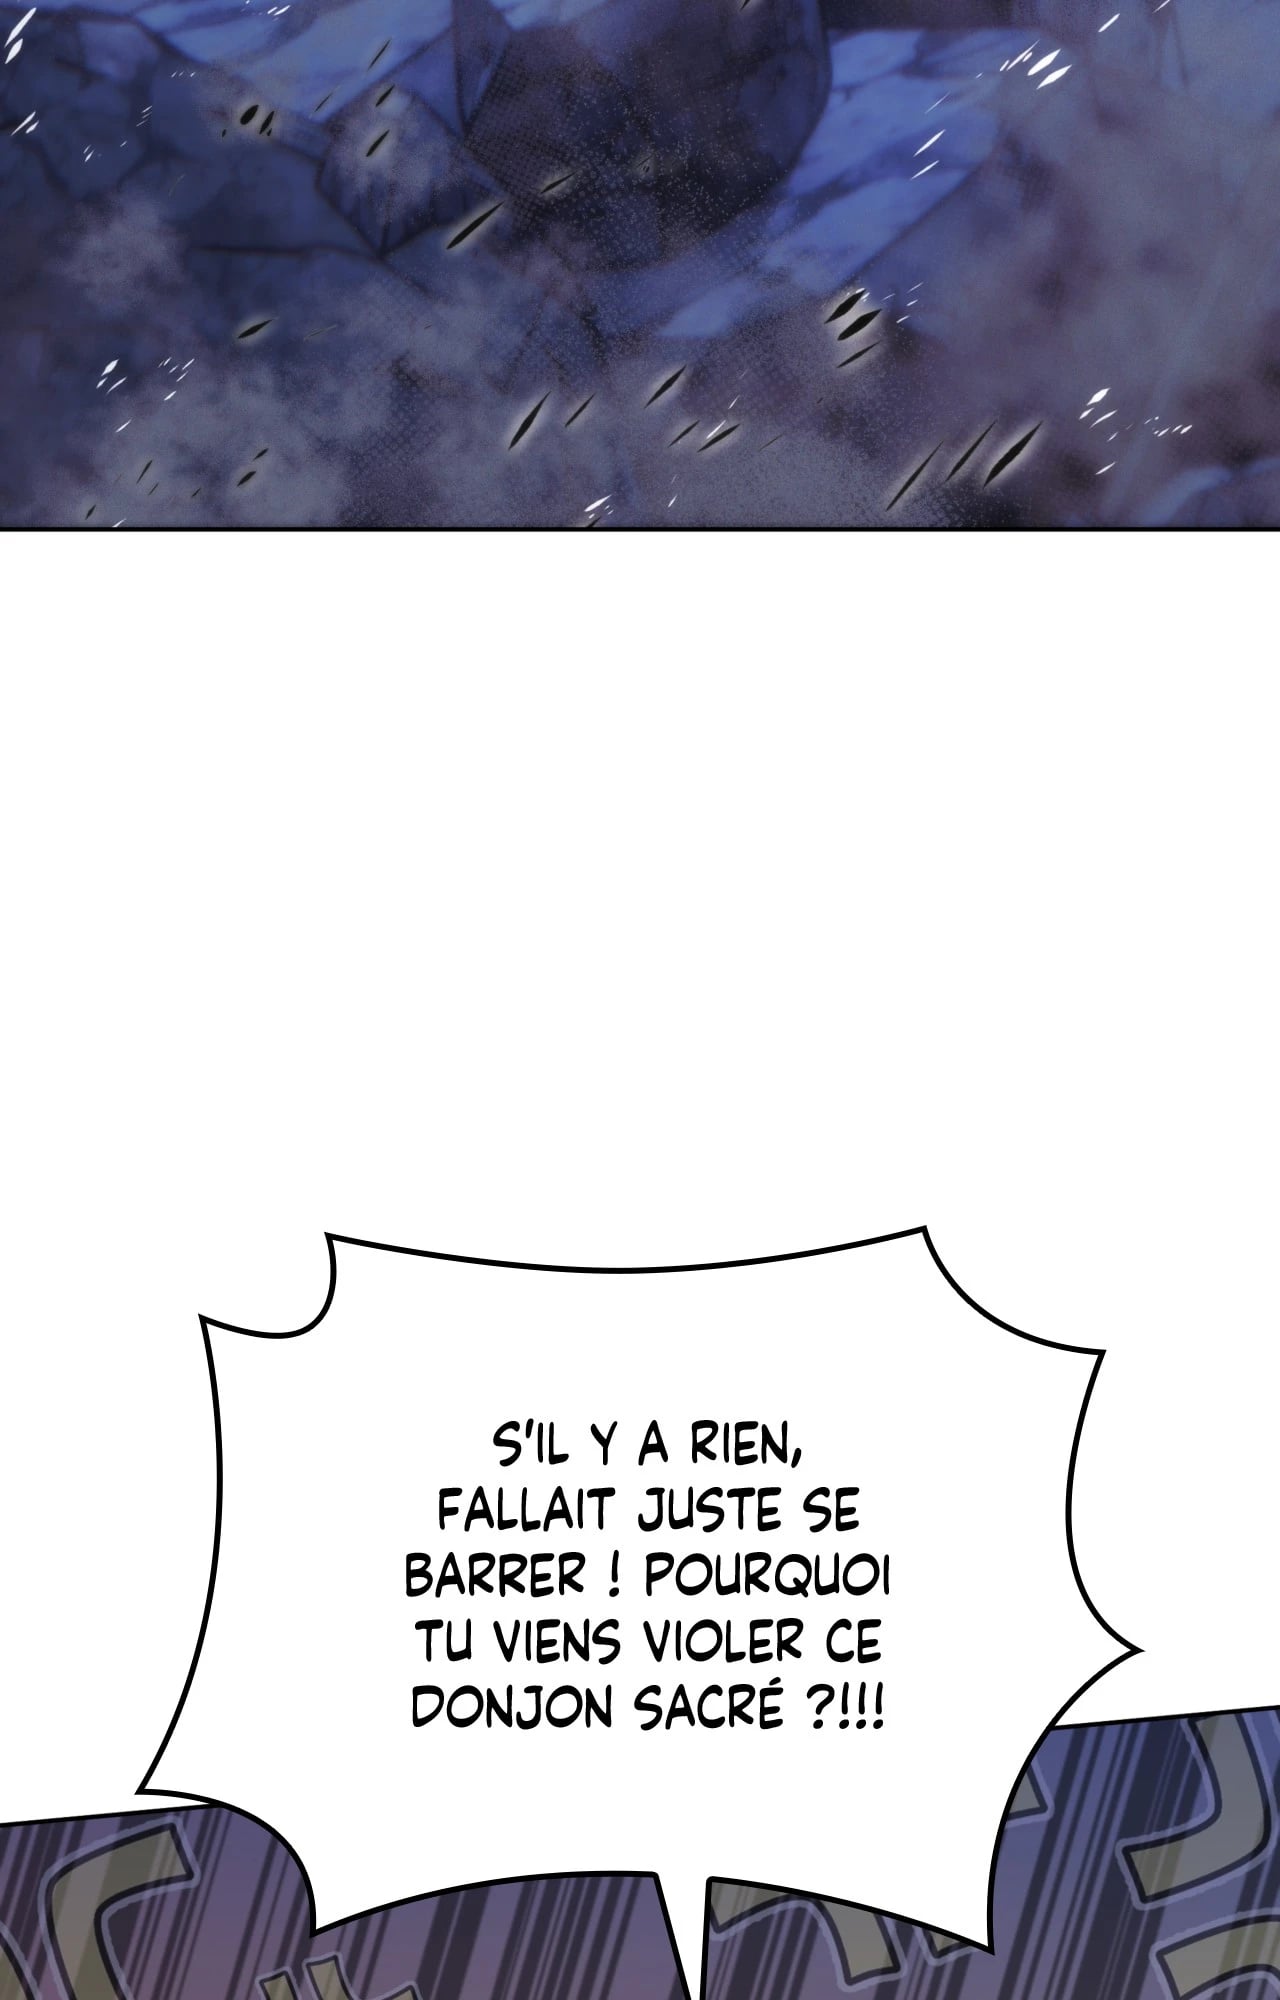 S'IL Y A RIEN,
FALLAIT JUSTE SE
BARRER ! POURQUOI
TU VIENS VIOLER CE
DONJON SACRÉ ?!!!